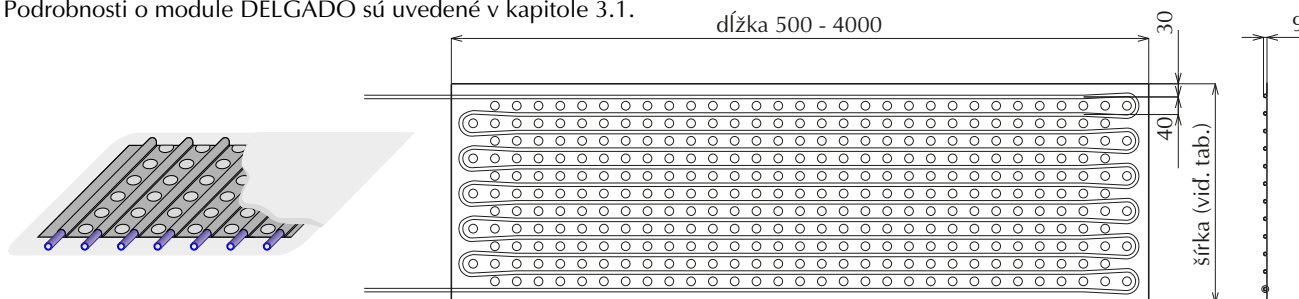 Podrobnosti o module DELGADO sú uvedené v kapitole 3.1.
dĺžka 500 - 4000
30
40
šírka (viď. tab.)